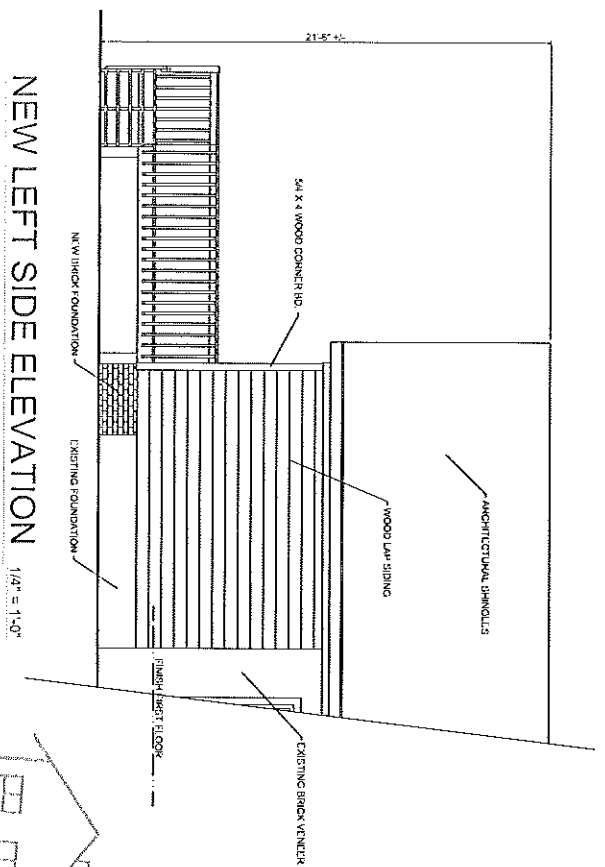 21'-6" +/-
5/4 X 4 WOOD CORNER BD.
ARCHITECTURAL SHINGLES
WOOD LAP SIDING
EXISTING BRICK VENEER
FINISH FIRST FLOOR
NEW BRICK FOUNDATION
EXISTING FOUNDATION
NEW LEFT SIDE ELEVATION
1/4" = 1'-0"